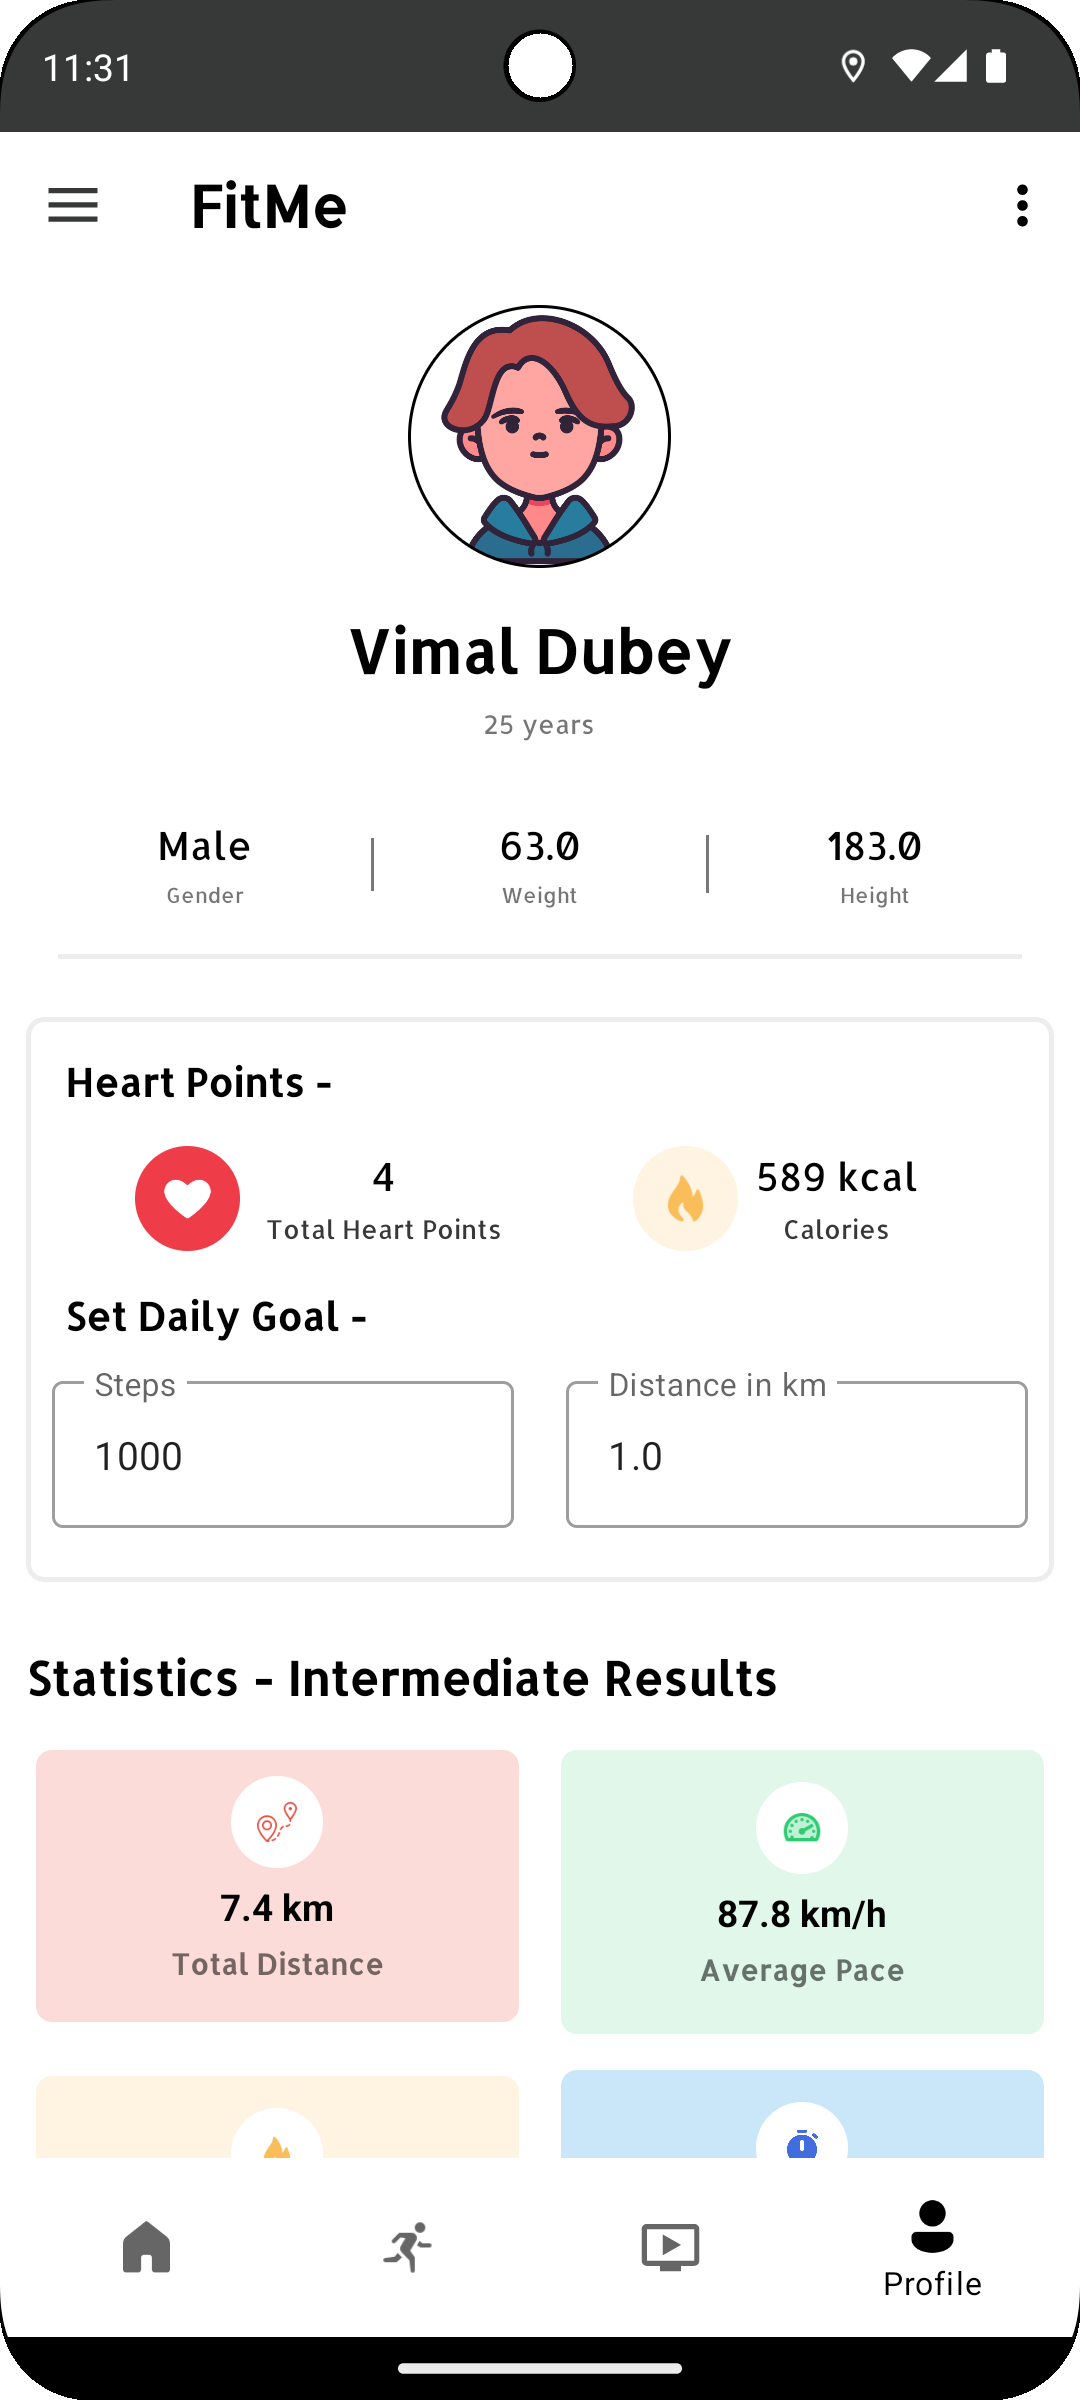 11:31
FitMe
Vimal Dubey
25 years
Male
Gender
63.0
Weight
183.0
Height
Heart Points -
4
Total Heart Points
589 kcal
Calories
Set Daily Goal -
Steps
1000
Distance in km
1.0
Statistics - Intermediate Results
7.4 km
Total Distance
87.8 km/h
Average Pace
Profile